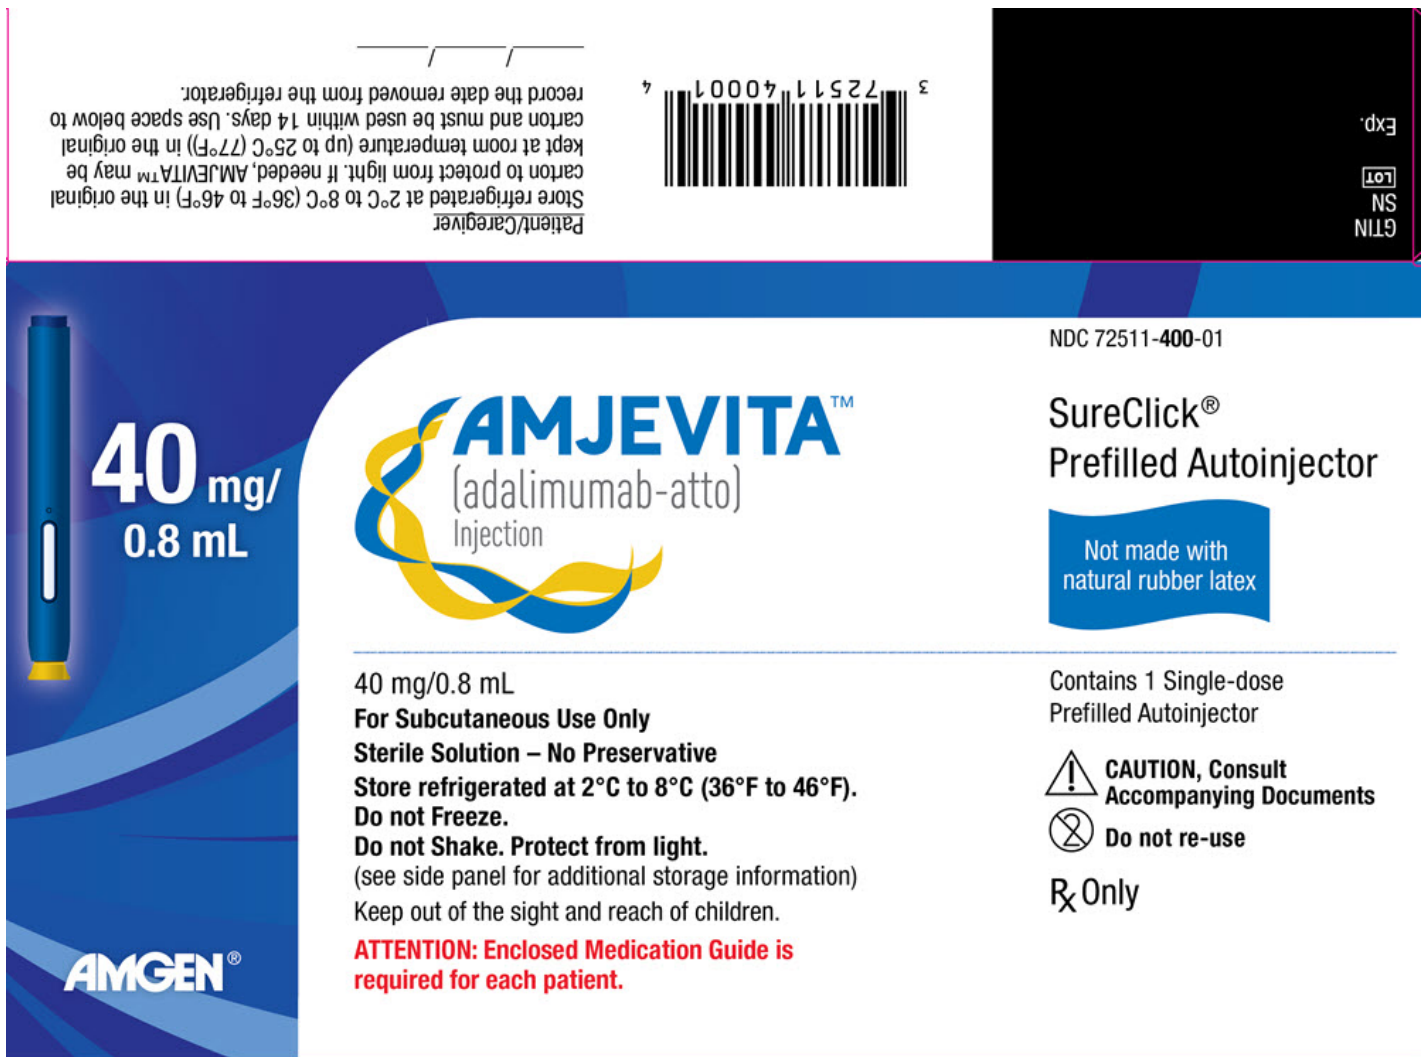 Patient/Caregiver
Store refrigerated at 2°C to 8°C (36°F to 46°F) in the original
carton to protect from light. If needed, AMJEVITA™ may be
kept at room temperature (up to 25°C (77°F)) in the original
carton and must be used within 14 days. Use space below to
record the date removed from the refrigerator.
____/____/____
3 72511 40001 4
GTIN
SN
LOT
Exp.
40 mg/
0.8 mL
AMJEVITA™
(adalimumab-atto)
Injection
NDC 72511-400-01
SureClick®
Prefilled Autoinjector
Not made with
natural rubber latex
40 mg/0.8 mL
For Subcutaneous Use Only
Sterile Solution – No Preservative
Store refrigerated at 2°C to 8°C (36°F to 46°F).
Do not Freeze.
Do not Shake. Protect from light.
(see side panel for additional storage information)
Keep out of the sight and reach of children.
ATTENTION: Enclosed Medication Guide is
required for each patient.
Contains 1 Single-dose
Prefilled Autoinjector
CAUTION, Consult
Accompanying Documents
2
Do not re-use
Rx Only
AMGEN®